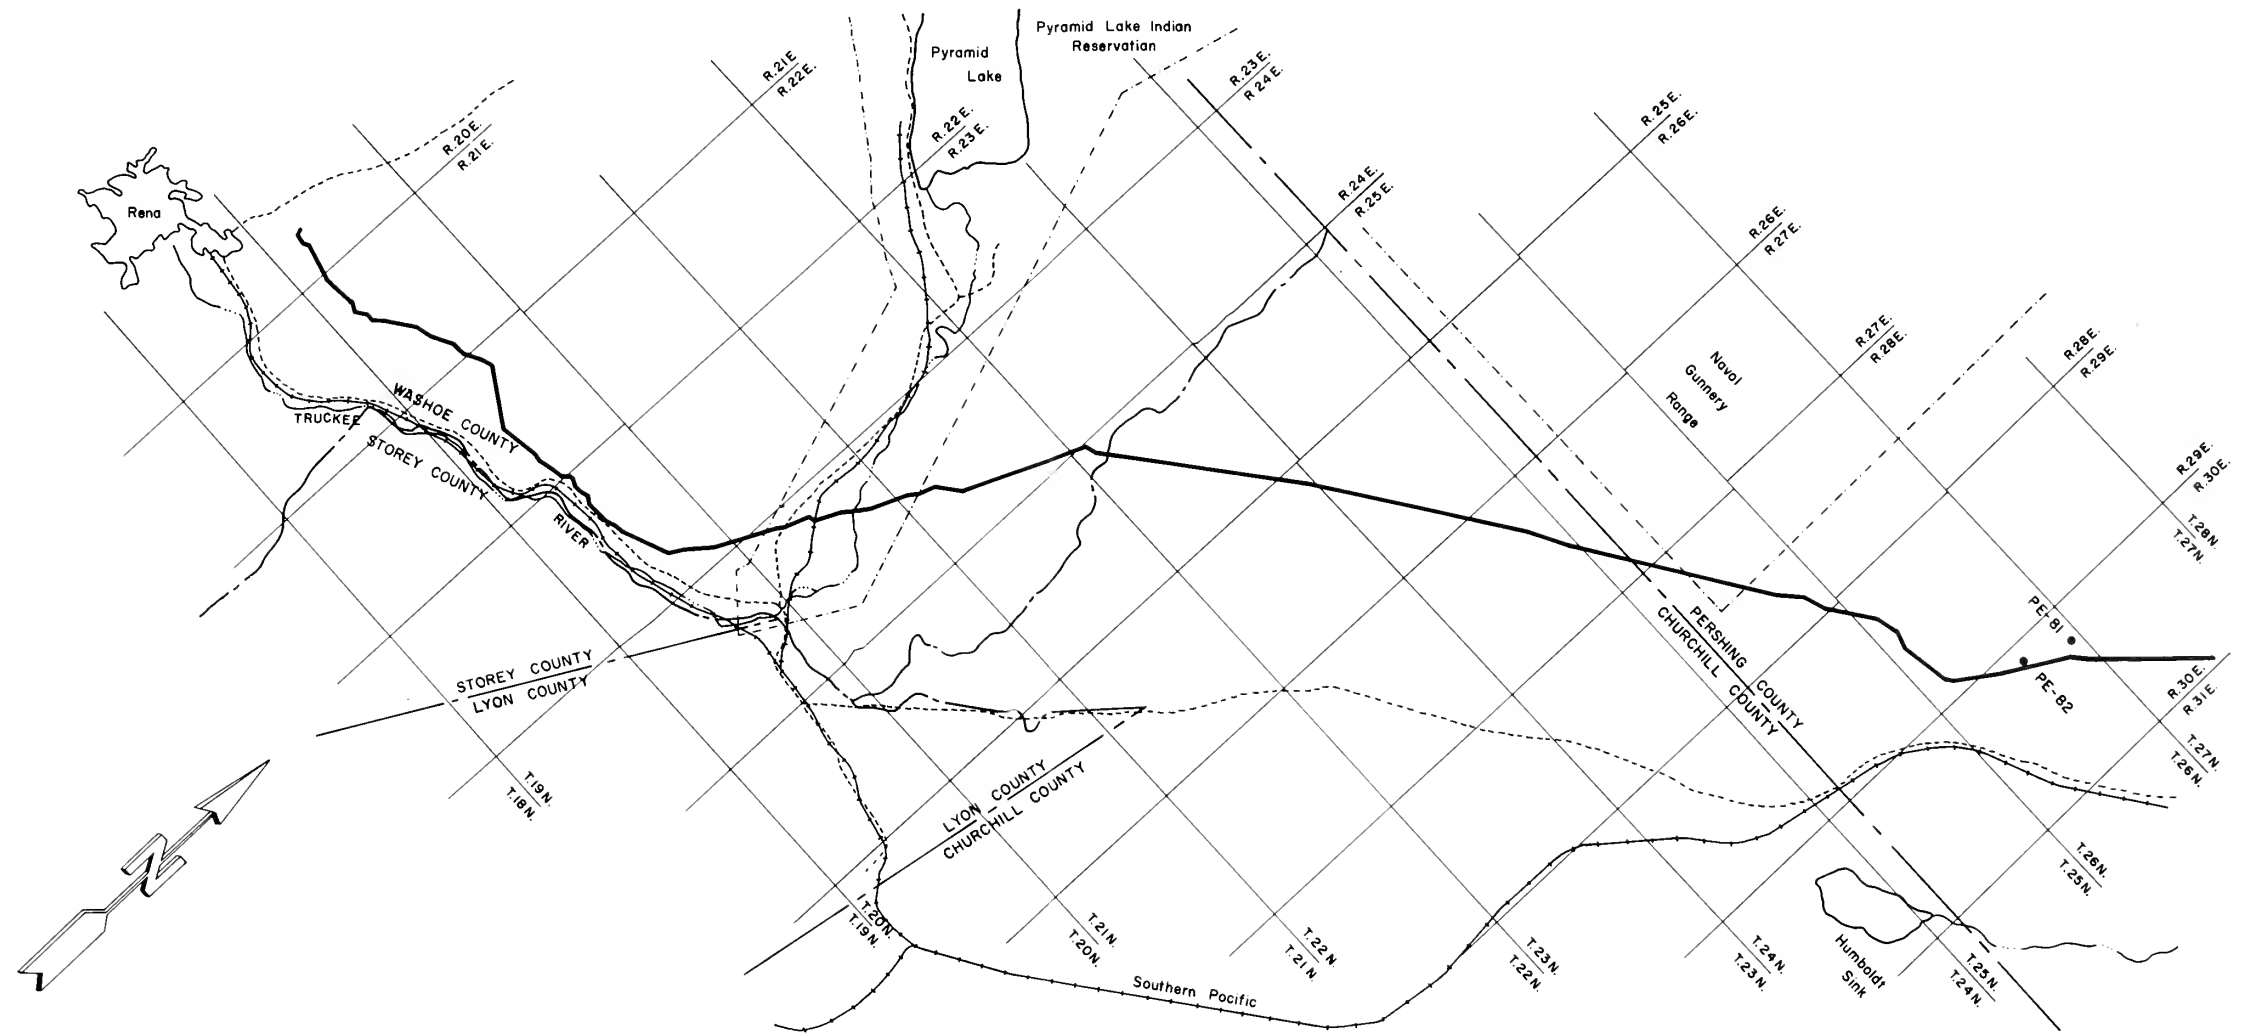 Pyramid Lake Indian
Reservatian
Pyramid
Lake
R.21E
R.22E.
R.23E.
R.24E.
R.25E.
R.26E.
R.20E.
R.21E.
R.22E.
R.23E.
Rena
R.24E.
R.25E.
R.26E.
R.27E.
R.27E.
R.28E.
R.28E.
R.29E.
Naval
Gunnery
Range
WASHOE COUNTY
TRUCKEE
STOREY COUNTY
RIVER
R.29E.
R.30E.
T.28N.
T.27N.
PE-81
PE-82
PERSHING COUNTY
CHURCHILL COUNTY
STOREY COUNTY
LYON COUNTY
R.30E.
R.31E.
T.27N.
T.26N.
N
T.19N.
T.18N.
LYON COUNTY
CHURCHILL COUNTY
T.26N.
T.25N.
T.20N.
T.19N.
T.21N.
T.20N.
T.22N.
T.21N.
T.23N.
T.22N.
T.24N.
T.23N.
Humboldt
Sink
T.25N.
T.24N.
Southern Pacific